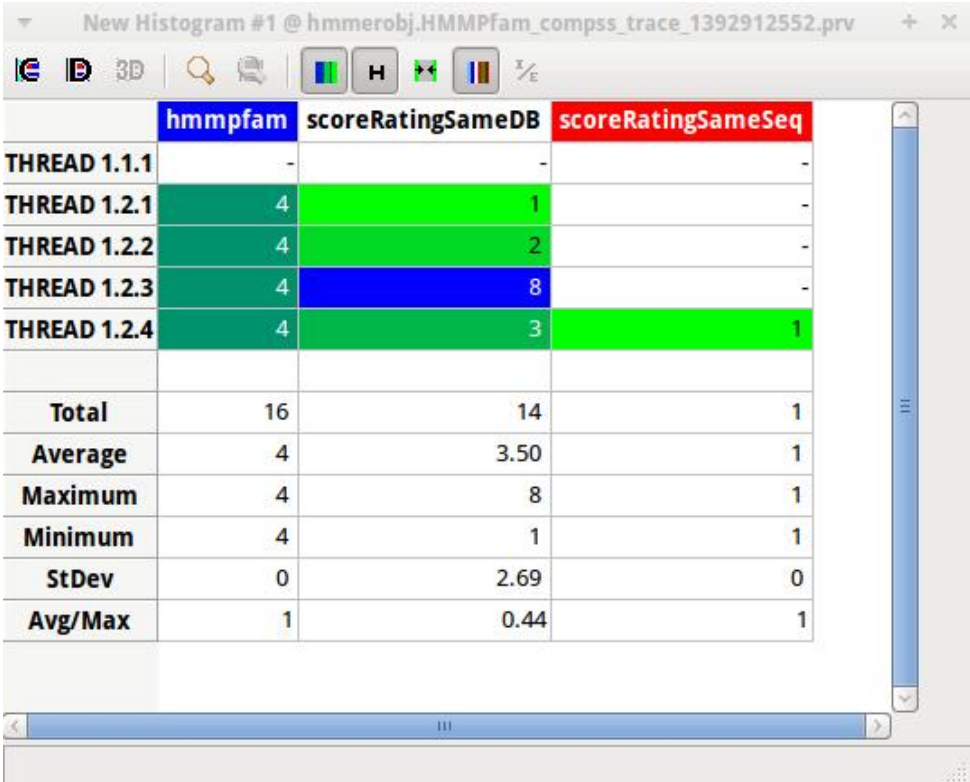 New Histogram #1 @ hmmerobj.HMMPfam_compss_trace_1392912552.prv
3D H I/E
hmmpfam scoreRatingSameDB scoreRatingSameSeq
THREAD 1.1.1 - - -
THREAD 1.2.1 4 1 -
THREAD 1.2.2 4 2 -
THREAD 1.2.3 4 8 -
THREAD 1.2.4 4 3 1
Total 16 14 1
Average 4 3.50 1
Maximum 4 8 1
Minimum 4 1 1
StDev 0 2.69 0
Avg/Max 1 0.44 1